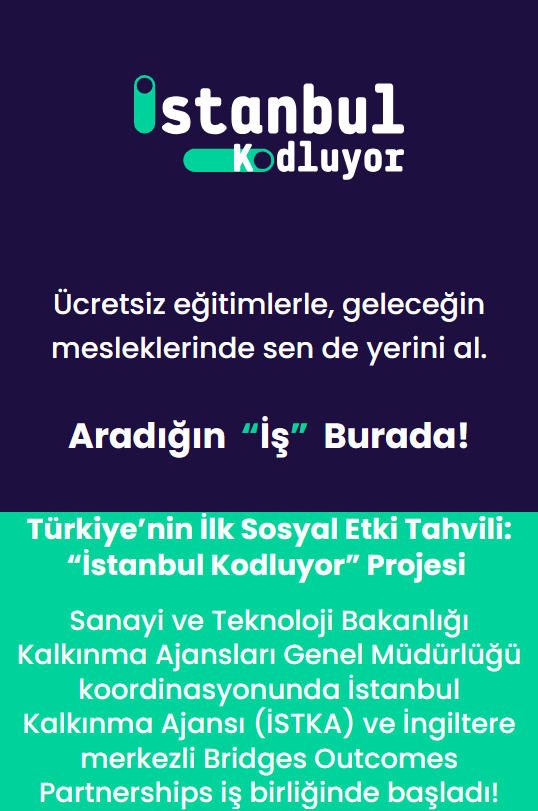 istanbul
Kodluyor
Ücretsiz eğitimlerle, geleceğin
mesleklerinde sen de yerini al.
Aradığın “İş” Burada!
Türkiye’nin İlk Sosyal Etki Tahvili:
“İstanbul Kodluyor” Projesi
Sanayi ve Teknoloji Bakanlığı
Kalkınma Ajansları Genel Müdürlüğü
koordinasyonunda İstanbul
Kalkınma Ajansı (İSTKA) ve İngiltere
merkezli Bridges Outcomes
Partnerships iş birliğinde başladı!